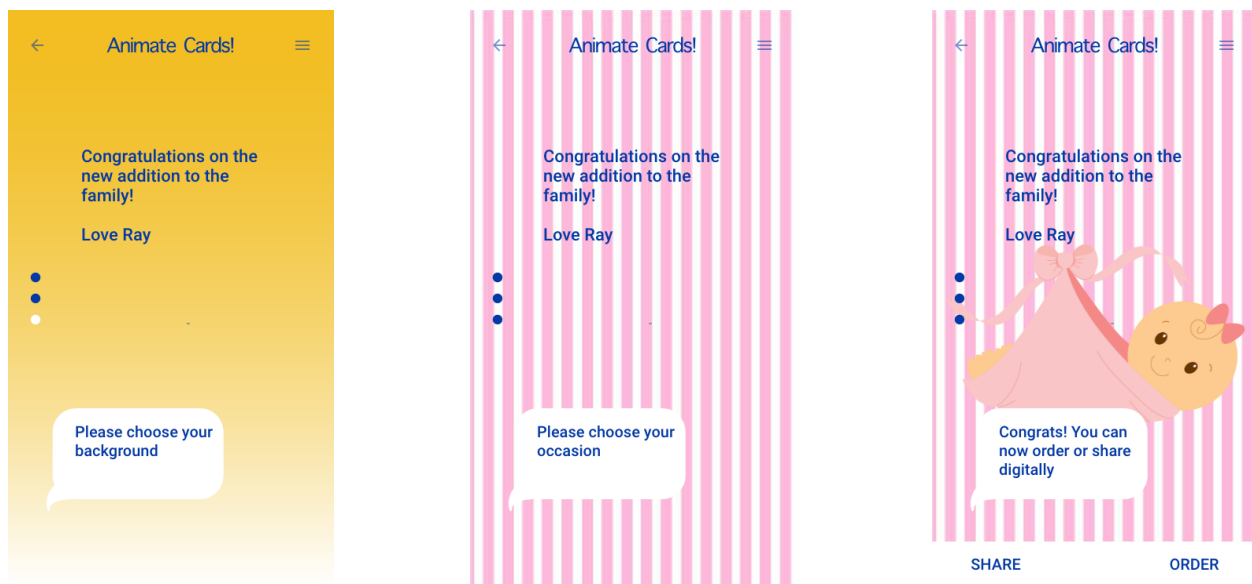 Animate Cards!
Congratulations on the
new addition to the
family!
Love Ray
Please choose your
background
Animate Cards!
Congratulations on the
new addition to the
family!
Love Ray
Please choose your
occasion
Animate Cards!
Congratulations on the
new addition to the
family!
Love Ray
Congrats! You can
now order or share
digitally
SHARE
ORDER